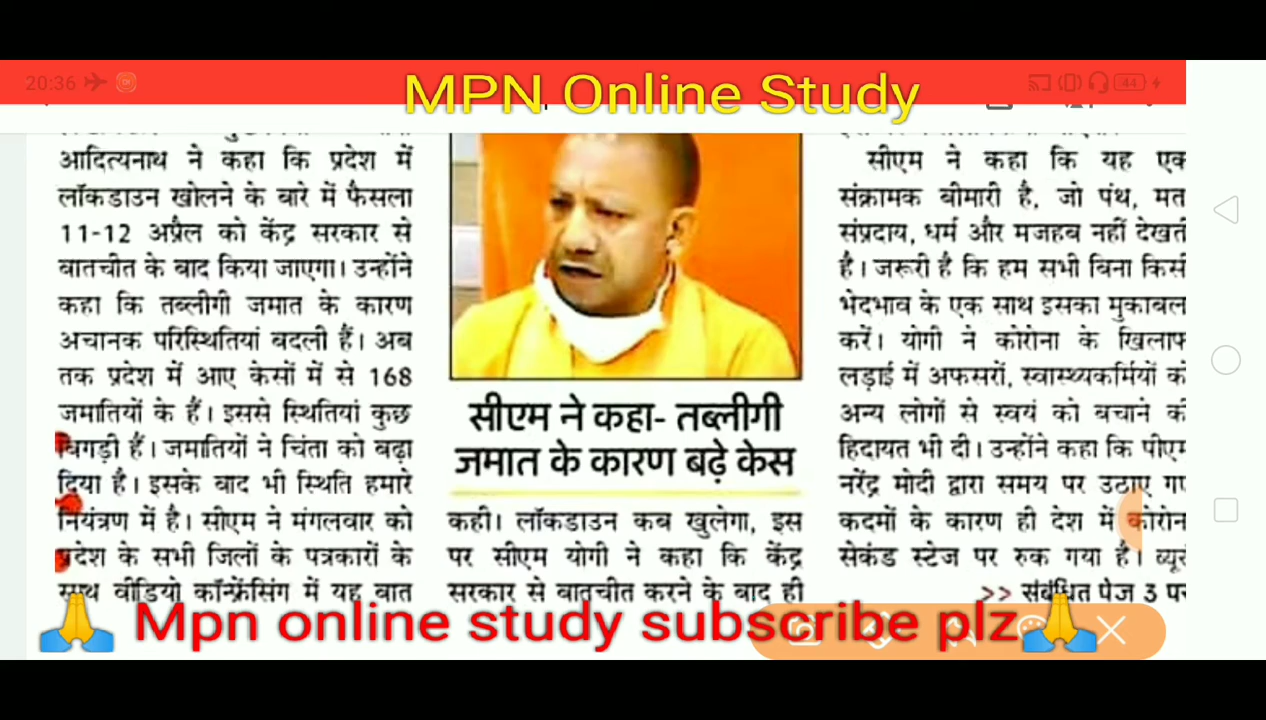 20:36
44
MPN Online Study
आदित्यनाथ ने कहा कि प्रदेश में
लॉकडाउन खोलने के बारे में फैसला
11-12 अप्रैल को केंद्र सरकार से
बातचीत के बाद किया जाएगा। उन्होंने
कहा कि तब्लीगी जमात के कारण
अचानक परिस्थितियां बदली हैं। अब
तक प्रदेश में आए केसों में से 168
जमातियों के हैं। इससे स्थितियां कुछ
बिगड़ी हैं। जमातियों ने चिंता को बढ़ा
दिया है। इसके बाद भी स्थिति हमारे
नियंत्रण में है। सीएम ने मंगलवार को
प्रदेश के सभी जिलों के पत्रकारों के
साथ वीडियो कॉन्फ्रेंसिंग में यह बात
सीएम ने कहा- तब्लीगी
जमात के कारण बढ़े केस
कही। लॉकडाउन कब खुलेगा, इस
पर सीएम योगी ने कहा कि केंद्र
सरकार से बातचीत करने के बाद ही
सीएम ने कहा कि यह एक
संक्रामक बीमारी है, जो पंथ, मत
संप्रदाय, धर्म और मजहब नहीं देखती
है। जरूरी है कि हम सभी बिना किसी
भेदभाव के एक साथ इसका मुकाबल
करें। योगी ने कोरोना के खिलाफ
लड़ाई में अफसरों, स्वास्थ्यकर्मियों को
अन्य लोगों से स्वयं को बचाने की
हिदायत भी दी। उन्होंने कहा कि पीएम
नरेंद्र मोदी द्वारा समय पर उठाए गए
कदमों के कारण ही देश में कोरोन
सेकंड स्टेज पर रुक गया है। ब्यूरो
>> संबंधित पेज 3 पर
Mpn online study subscribe plz